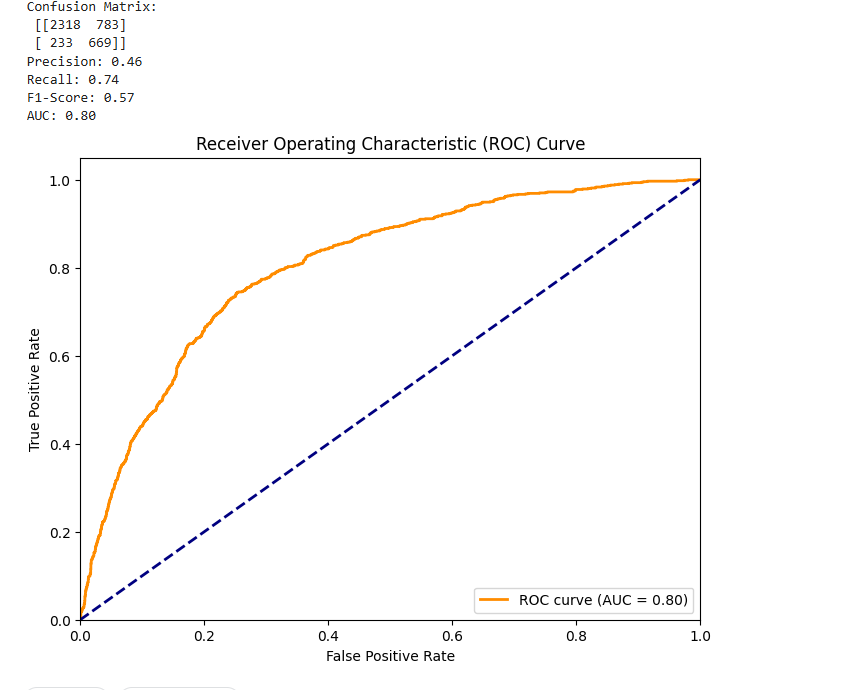 Confusion Matrix:
[[2318 783]
[ 233 669]]
Precision: 0.46
Recall: 0.74
F1-Score: 0.57
AUC: 0.80
Receiver Operating Characteristic (ROC) Curve
1.0
0.8
0.6
0.4
0.2
0.0
True Positive Rate
ROC curve (AUC = 0.80)
0.0 0.2 0.4 0.6 0.8 1.0
False Positive Rate